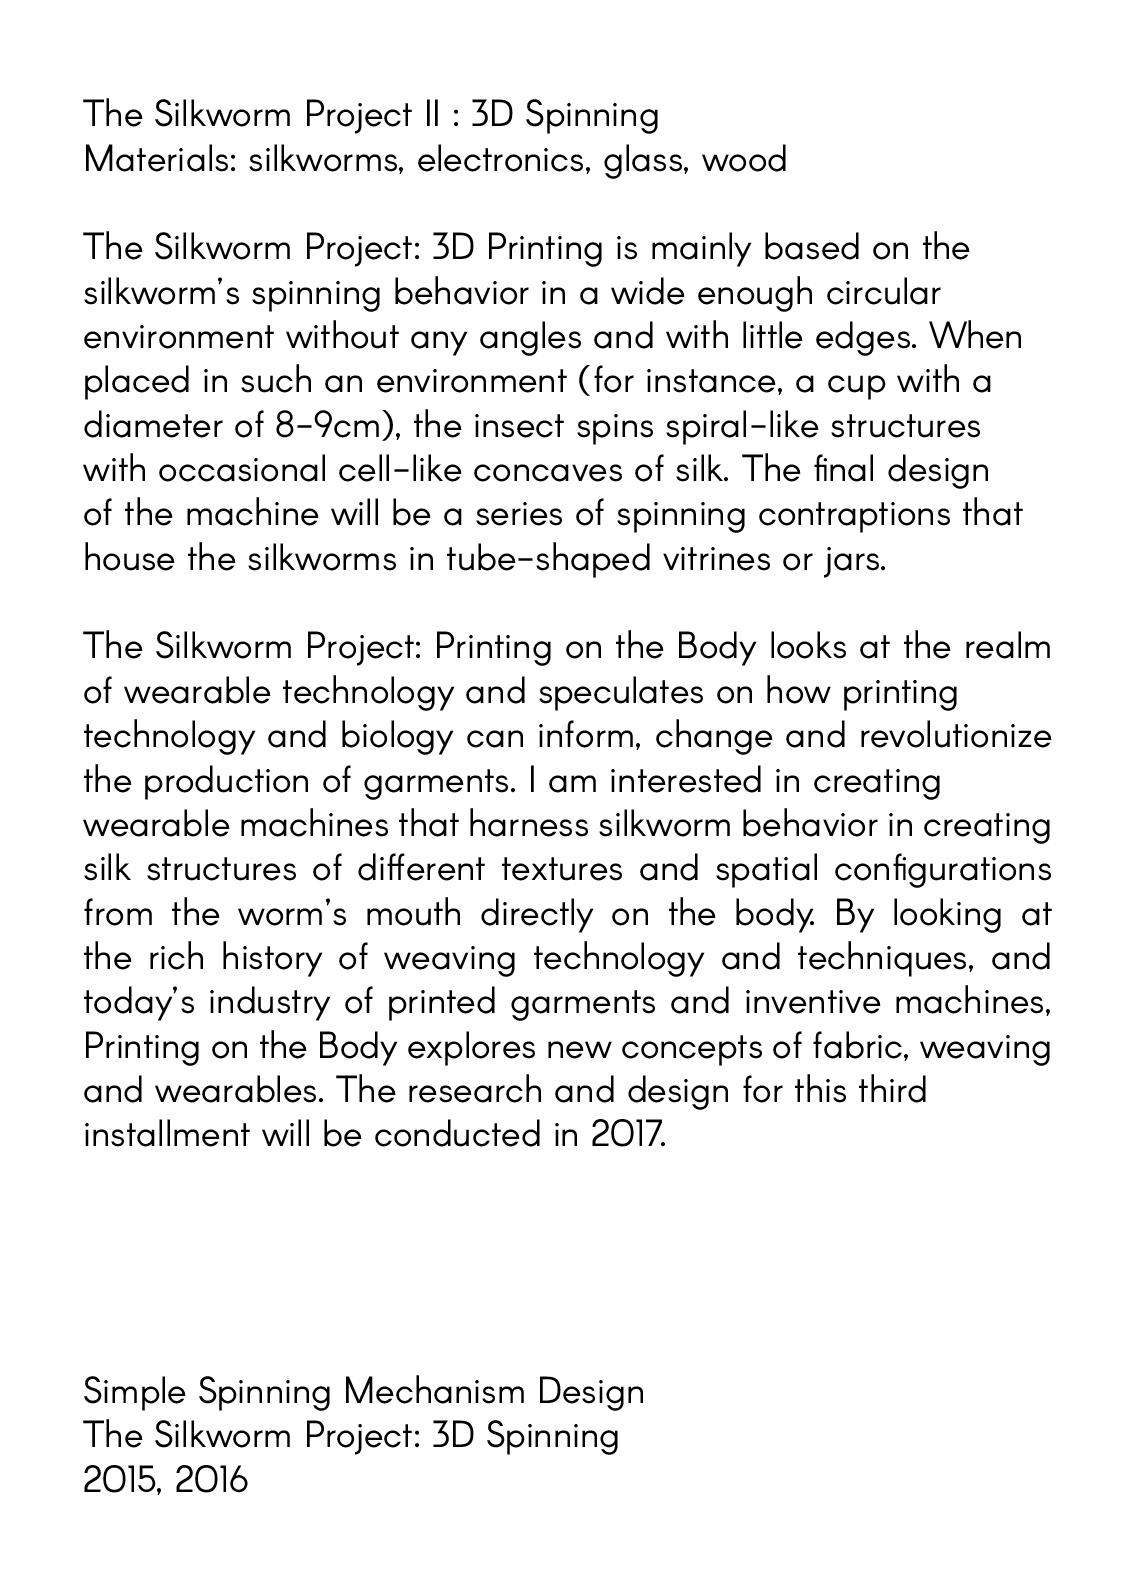 The Silkworm Project II : 3D Spinning
Materials: silkworms, electronics, glass, wood
The Silkworm Project: 3D Printing is mainly based on the
silkworm's spinning behavior in a wide enough circular
environment without any angles and with little edges. When
placed in such an environment (for instance, a cup with a
diameter of 8-9cm), the insect spins spiral-like structures
with occasional cell-like concaves of silk. The final design
of the machine will be a series of spinning contraptions that
house the silkworms in tube-shaped vitrines or jars.
The Silkworm Project: Printing on the Body looks at the realm
of wearable technology and speculates on how printing
technology and biology can inform, change and revolutionize
the production of garments. I am interested in creating
wearable machines that harness silkworm behavior in creating
silk structures of different textures and spatial configurations
from the worm's mouth directly on the body. By looking at
the rich history of weaving technology and techniques, and
today's industry of printed garments and inventive machines,
Printing on the Body explores new concepts of fabric, weaving
and wearables. The research and design for this third
installment will be conducted in 2017.
Simple Spinning Mechanism Design
The Silkworm Project: 3D Spinning
2015, 2016